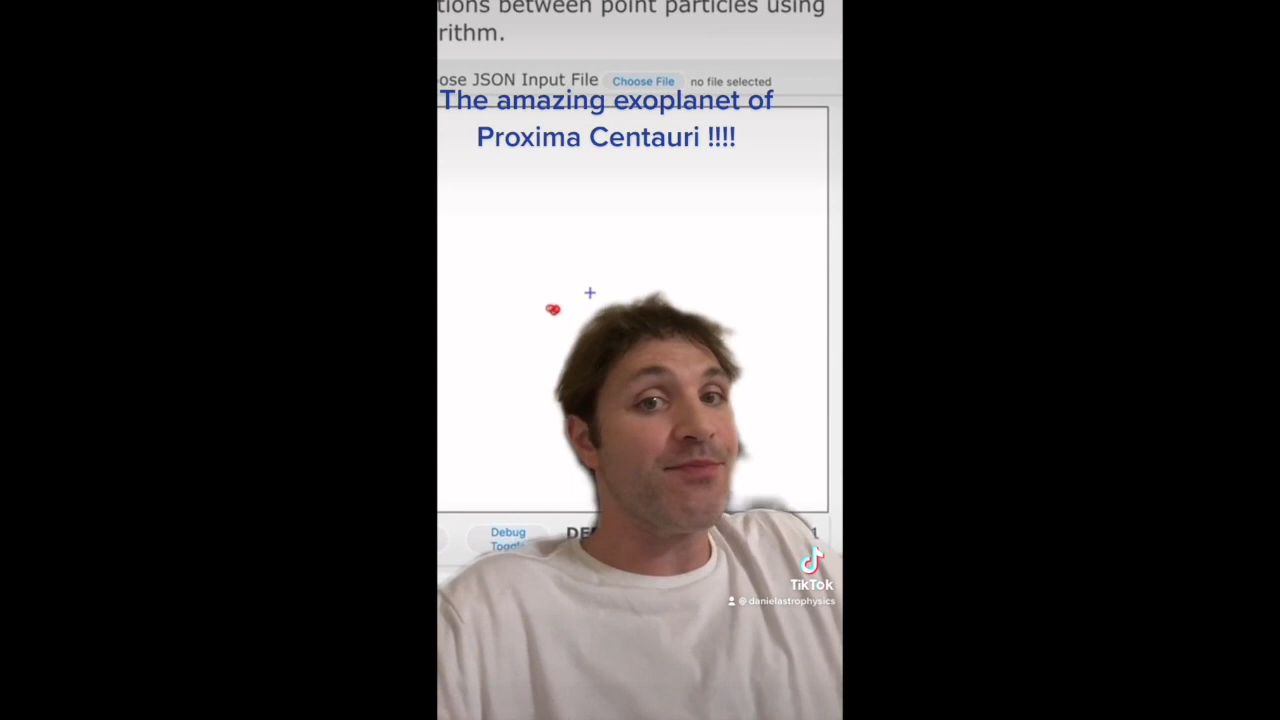 tions between point particles using
rithm.
ose JSON Input File Choose File no file selected
The amazing exoplanet of
Proxima Centauri !!!!
Debug
Toggle
TikTok
@danielastrophysics